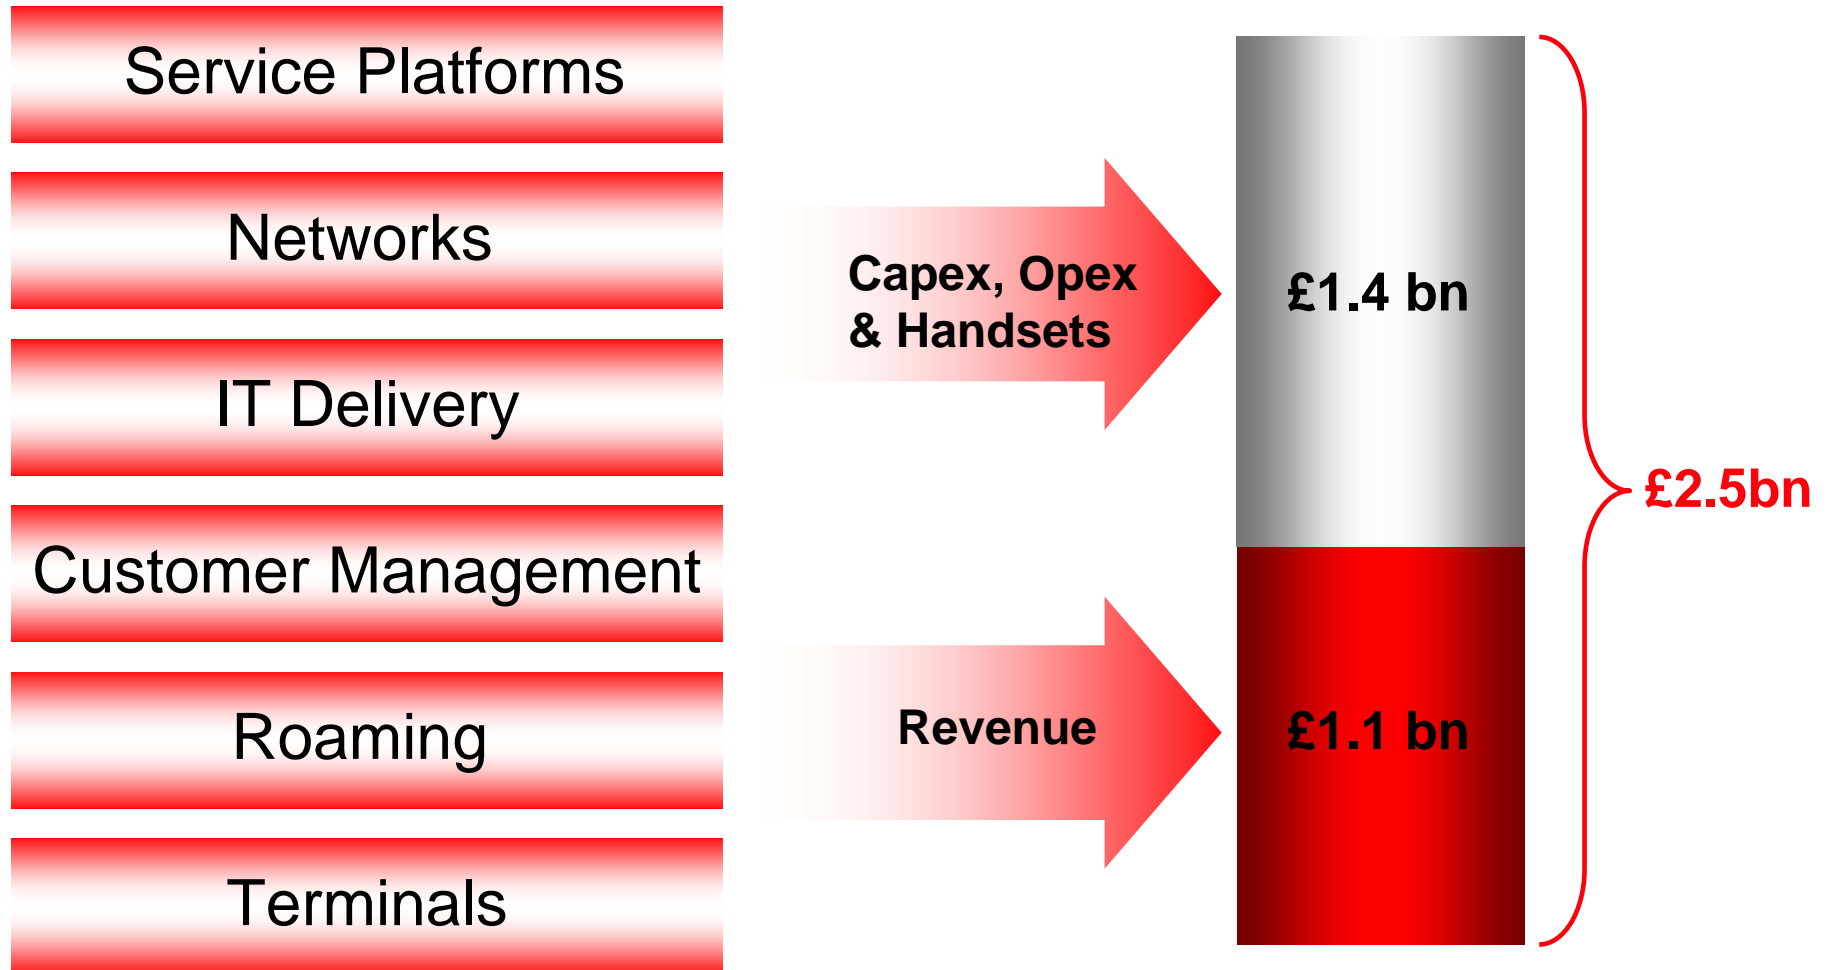 Service Platforms
Networks
IT Delivery
Customer Management
Roaming
Terminals
Capex, Opex
& Handsets
Revenue
£1.4 bn
£1.1 bn
£2.5bn